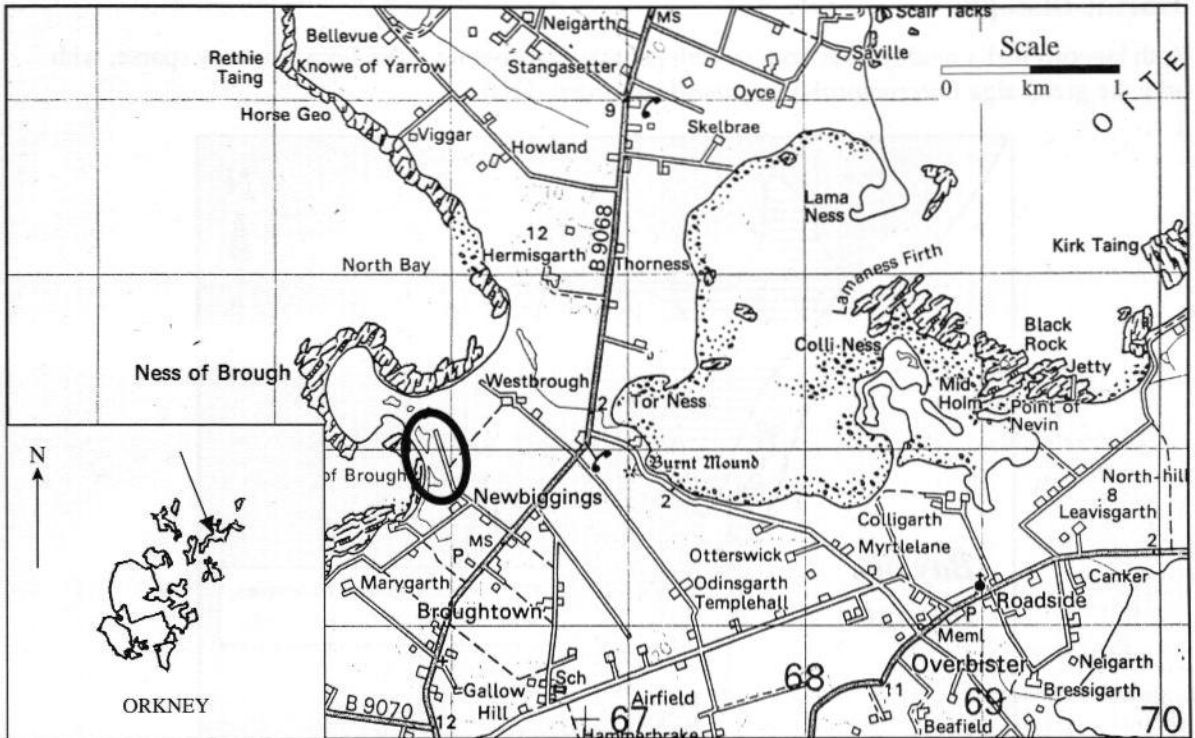 Neigarth
MS
Scair Tacks
Bellevue
Saville
Scale
Rethie
Taing
Knowe of Yarrow
Stangasetter
0 km 1
Oyce
9
OTE
Horse Geo
Viggar
Skelbrae
Howland
10
Lama
Ness
12
B 9068
Kirk Taing
North Bay
Hermisgarth
Thorness
Lamaness Firth
Black
Rock
Colli Ness
Jetty
Ness of Brough
Westbrough
Mid
Holm
Tor Ness
Point of
Nevin
2
N
of Brough
Burnt Mound
North-hill
Newbiggings
2
8
Colligarth
Leavisgarth
MS
Otterswick
Myrtlelane
2
P
Marygarth
Odinsgarth
Canker
Templehall
Roadside
Broughtown
P
Meml
Overbister
Neigarth
Gallow
Hill
Sch
Airfield
68
69
Bressigarth
ORKNEY
B 9070
12
67
11
70
Hammerbrake
Beafield